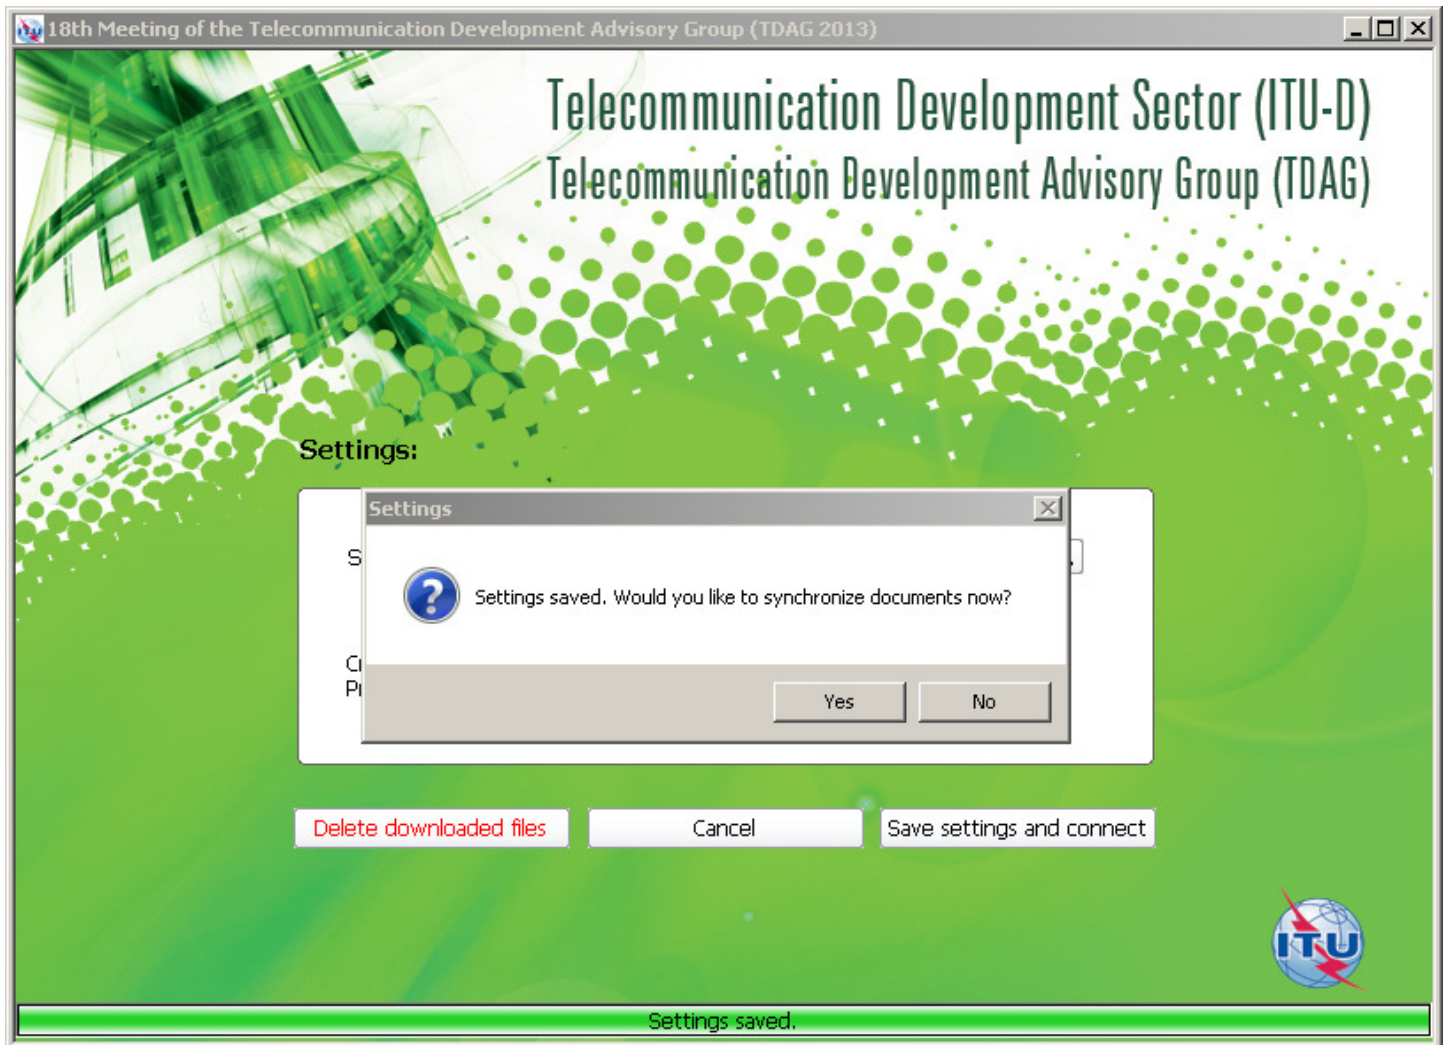 18th Meeting of the Telecommunication Development Advisory Group (TDAG 2013)
Telecommunication Development Sector (ITU-D)
Telecommunication Development Advisory Group (TDAG)
Settings:
Settings
Settings saved. Would you like to synchronize documents now?
Yes
No
Delete downloaded files
Cancel
Save settings and connect
ITU
Settings saved.